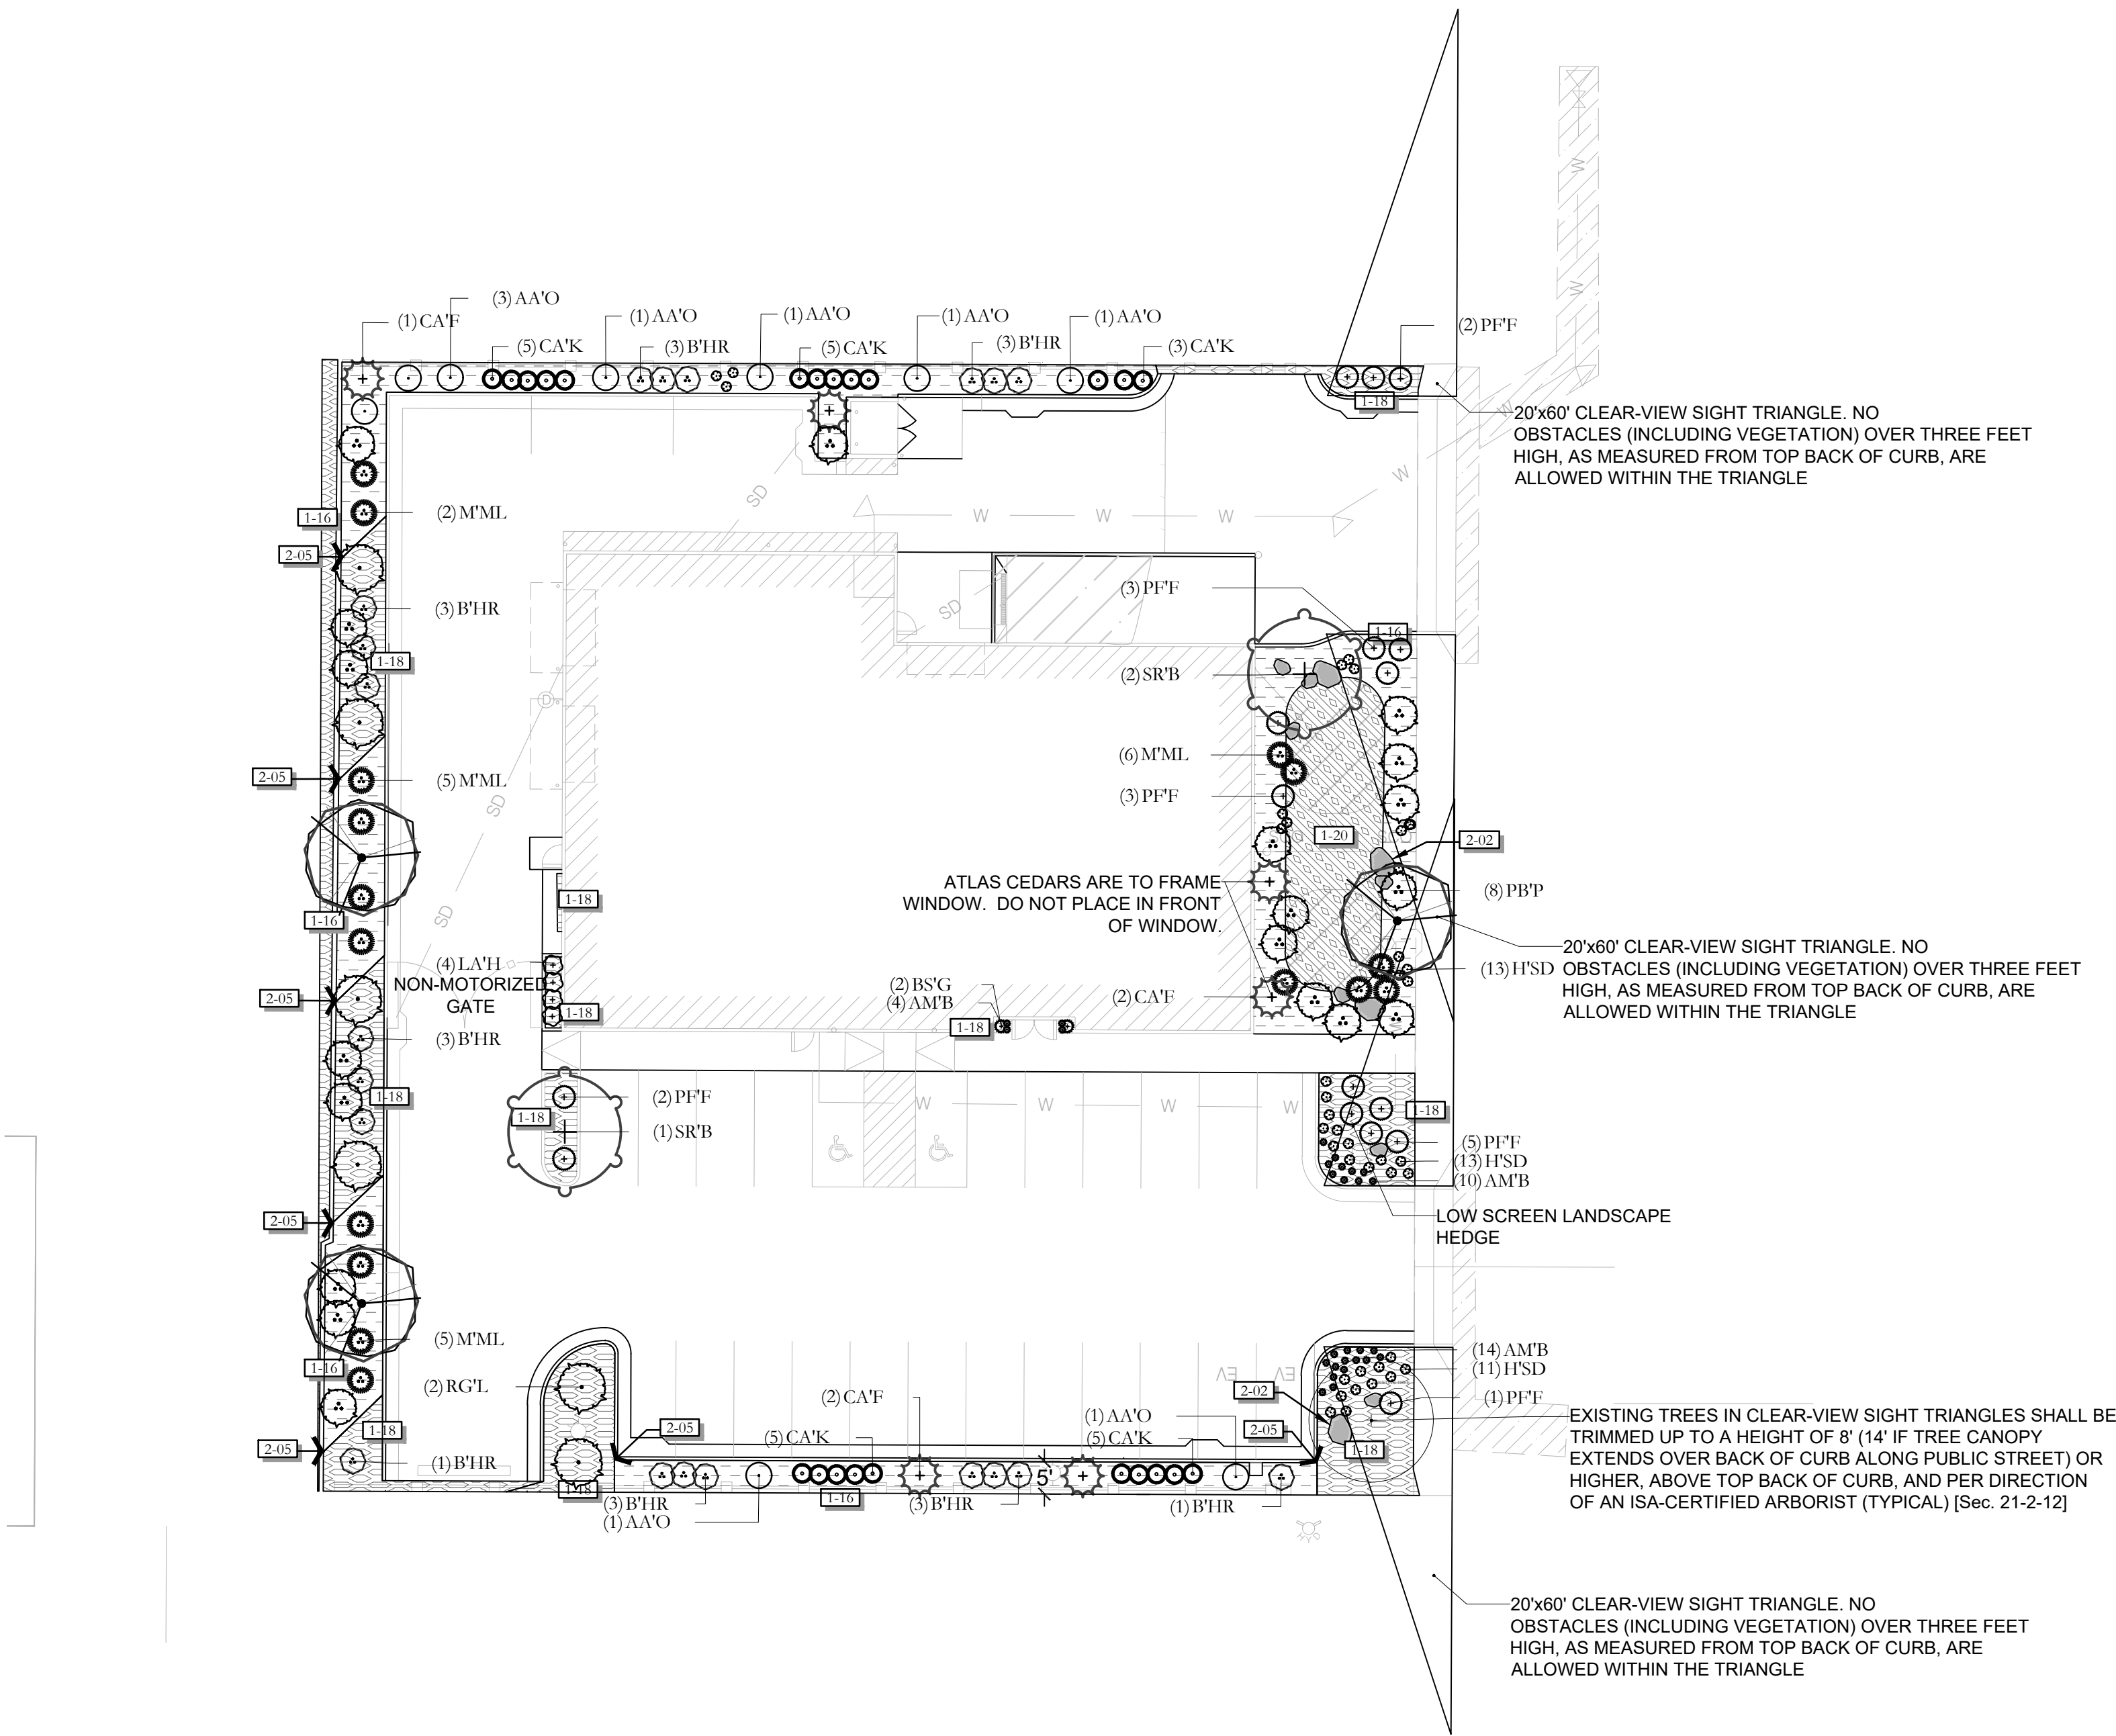 (3) AA'O
(1) CA'F
(1) AA'O
(1) AA'O
(1) AA'O
(1) AA'O
(2) PF'F
(5) CA'K
(3) B'HR
(5) CA'K
(3) B'HR
(3) CA'K
1-18
20'x60' CLEAR-VIEW SIGHT TRIANGLE. NO
OBSTACLES (INCLUDING VEGETATION) OVER THREE FEET
HIGH, AS MEASURED FROM TOP BACK OF CURB, ARE
ALLOWED WITHIN THE TRIANGLE
W
W
W
W
SD
W
W
W
1-16
(2) M'ML
2-05
(3) PF'F
(3) B'HR
SD
1-16
1-18
(2) SR'B
D
2-05
(5) M'ML
(6) M'ML
SD
(3) PF'F
1-20
2-02
ATLAS CEDARS ARE TO FRAME
WINDOW. DO NOT PLACE IN FRONT
OF WINDOW.
(8) PB'P
1-18
1-16
SD
20'x60' CLEAR-VIEW SIGHT TRIANGLE. NO
OBSTACLES (INCLUDING VEGETATION) OVER THREE FEET
HIGH, AS MEASURED FROM TOP BACK OF CURB, ARE
ALLOWED WITHIN THE TRIANGLE
(4) LA'H
(13) H'SD
NON-MOTORIZED
GATE
(2) BS'G
(4) AM'B
(2) CA'F
2-05
1-18
1-18
(3) B'HR
1-18
(2) PF'F
1-18
(1) SR'B
W
W
W
W
1-18
(5) PF'F
(13) H'SD
(10) AM'B
LOW SCREEN LANDSCAPE
HEDGE
2-05
(5) M'ML
1-16
(14) AM'B
(11) H'SD
(1) PF'F
(2) RG'L
(2) CA'F
EV
EV
2-02
EXISTING TREES IN CLEAR-VIEW SIGHT TRIANGLES SHALL BE
TRIMMED UP TO A HEIGHT OF 8' (14' IF TREE CANOPY
EXTENDS OVER BACK OF CURB ALONG PUBLIC STREET) OR
HIGHER, ABOVE TOP BACK OF CURB, AND PER DIRECTION
OF AN ISA-CERTIFIED ARBORIST (TYPICAL) [Sec. 21-2-12]
(1) AA'O
1-18
2-05
2-05
(5) CA'K
(5) CA'K
2-05
1-18
(1) B'HR
5'
1-18
1-16
(3) B'HR
(3) B'HR
(1) B'HR
(1) AA'O
20'x60' CLEAR-VIEW SIGHT TRIANGLE. NO
OBSTACLES (INCLUDING VEGETATION) OVER THREE FEET
HIGH, AS MEASURED FROM TOP BACK OF CURB, ARE
ALLOWED WITHIN THE TRIANGLE